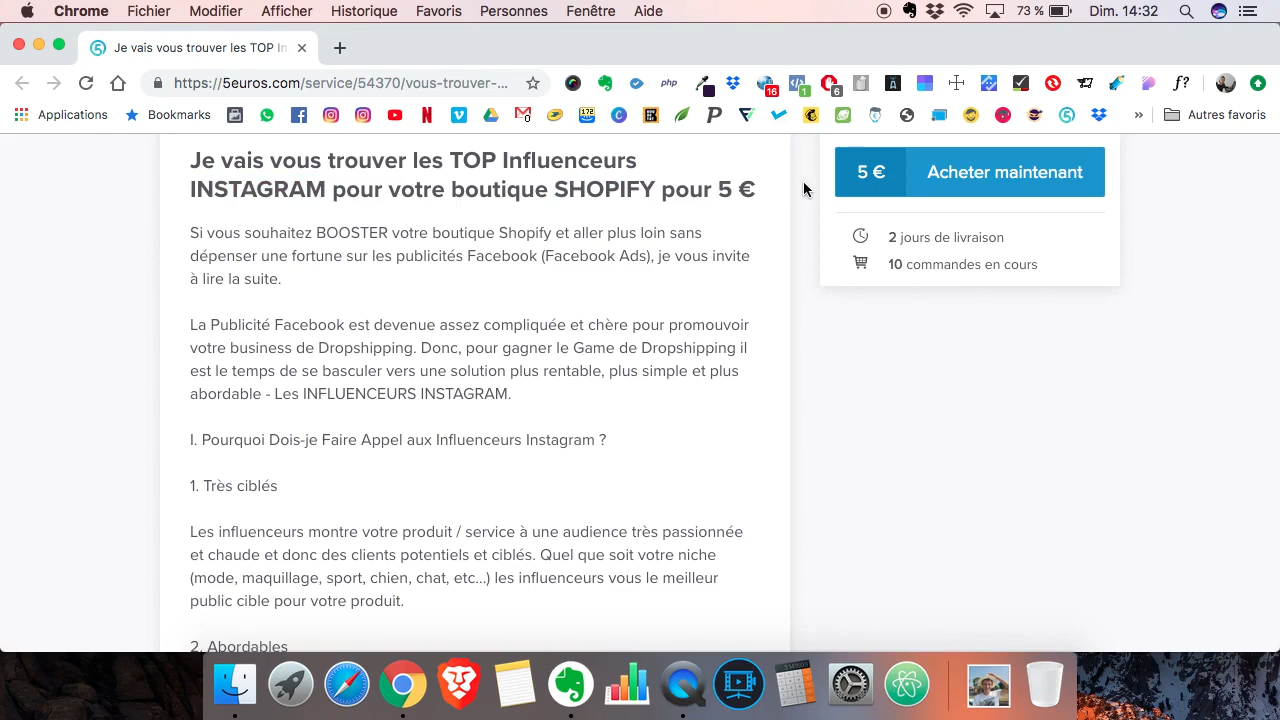 Chrome Fichier Modifier Afficher Historique Favoris Personnes Fenêtre Aide 73 % Dim. 14:32
Je vais vous trouver les TOP In
https://5euros.com/service/54370/vous-trouver-...
php
16
1
6
f?
Applications Bookmarks Autres favoris
Je vais vous trouver les TOP Influenceurs
INSTAGRAM pour votre boutique SHOPIFY pour 5 €
Si vous souhaitez BOOSTER votre boutique Shopify et aller plus loin sans
dépenser une fortune sur les publicités Facebook (Facebook Ads), je vous invite
à lire la suite.
La Publicité Facebook est devenue assez compliquée et chère pour promouvoir
votre business de Dropshipping. Donc, pour gagner le Game de Dropshipping il
est le temps de se basculer vers une solution plus rentable, plus simple et plus
abordable - Les INFLUENCEURS INSTAGRAM.
I. Pourquoi Dois-je Faire Appel aux Influenceurs Instagram ?
1. Très ciblés
Les influenceurs montre votre produit / service à une audience très passionnée
et chaude et donc des clients potentiels et ciblés. Quel que soit votre niche
(mode, maquillage, sport, chien, chat, etc...) les influenceurs vous le meilleur
public cible pour votre produit.
2. Abordables
5 € Acheter maintenant
2 jours de livraison
10 commandes en cours